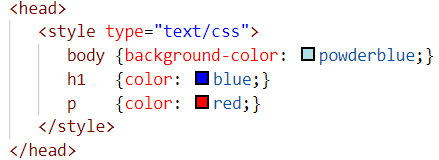 <head>
<style type="text/css">
body {background-color: powderblue;}
h1 {color: blue;}
p {color: red;}
</style>
</head>